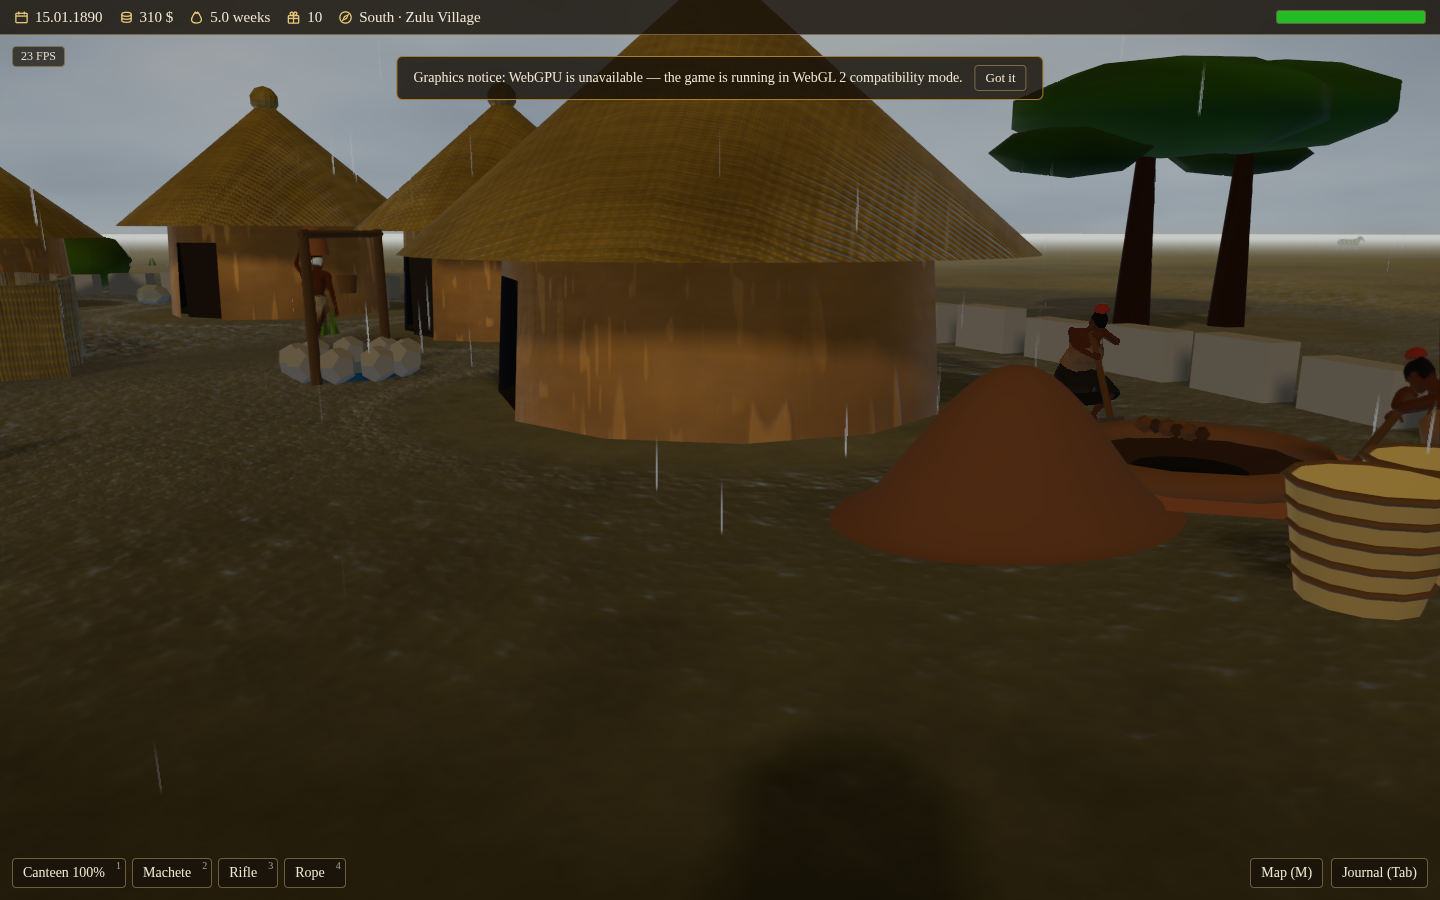 15.01.1890 310 $ 5.0 weeks 10 South · Zulu Village
23 FPS
Graphics notice: WebGPU is unavailable — the game is running in WebGL 2 compatibility mode. Got it
Canteen 100% 1 Machete 2 Rifle 3 Rope 4 Map (M) Journal (Tab)